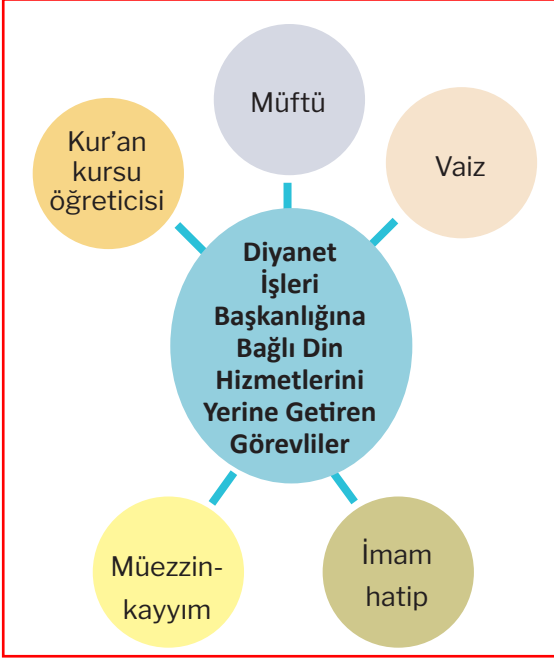 Müftü
Kur’an
kursu
öğreticisi
Vaiz
Diyanet
İşleri
Başkanlığına
Bağlı Din
Hizmetlerini
Yerine Getiren
Görevliler
Müezzin-
kayyım
İmam
hatip